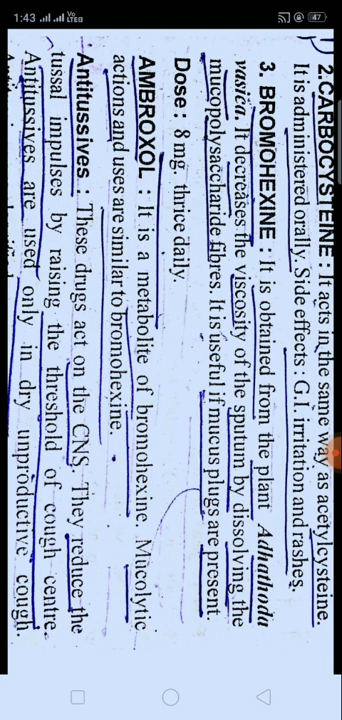 1:43
Vo
LTEB
47
2.CARBOCYSTEINE : It acts in the same way as acetylcysteine.
It is administered orally. Side effects : G.I. irritation and rashes.
3. BROMOHEXINE : It is obtained from the plant Adhathoda
vasica. It decreases the viscosity of the sputum by dissolving the
mucopolysaccharide fibres. It is useful if mucus plugs are present.
Dose : 8 mg. thrice daily.
AMBROXOL : It is a metabolite of bromohexine. Mucolytic
actions and uses are similar to bromohexine.
Antitussives : These drugs act on the CNS. They reduce the
tussal impulses by raising the threshold of cough centre.
Antitussives are used only in dry unproductive cough.